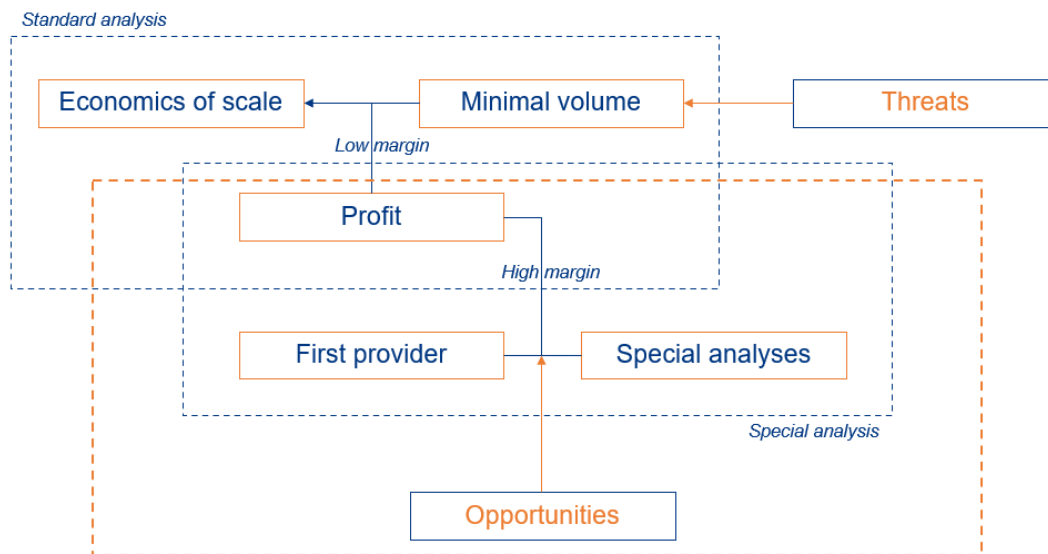 Standard analysis
Economics of scale
Minimal volume
Threats
Low margin
Profit
High margin
First provider
Special analyses
Special analysis
Opportunities